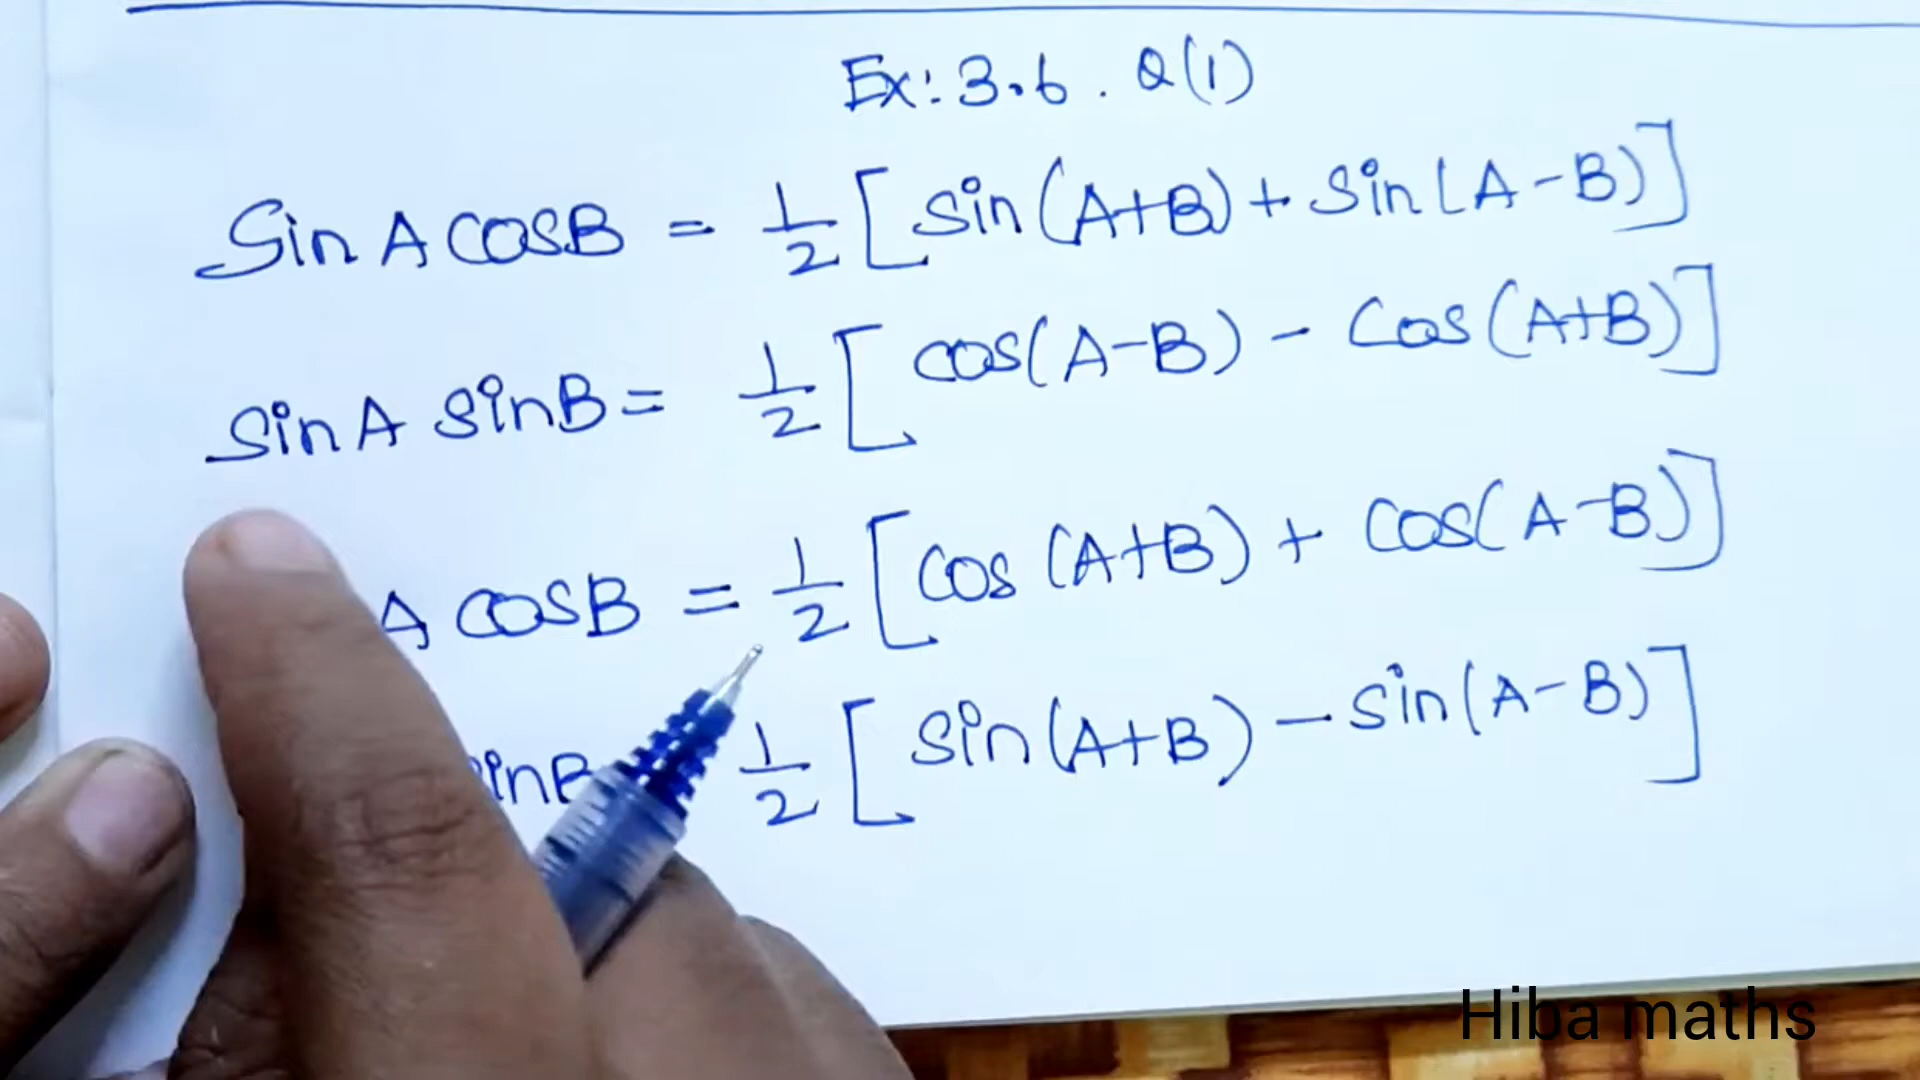 Ex: 3.6. Q(1)
Sin A cosB = 1/2 [sin(A+B) + sin(A-B)]
sin A sinB = 1/2 [cos(A-B) - cos(A+B)]
A cosB = 1/2 [cos(A+B) + cos(A-B)]
inB 1/2 [sin(A+B) - sin(A-B)]
Hiba maths